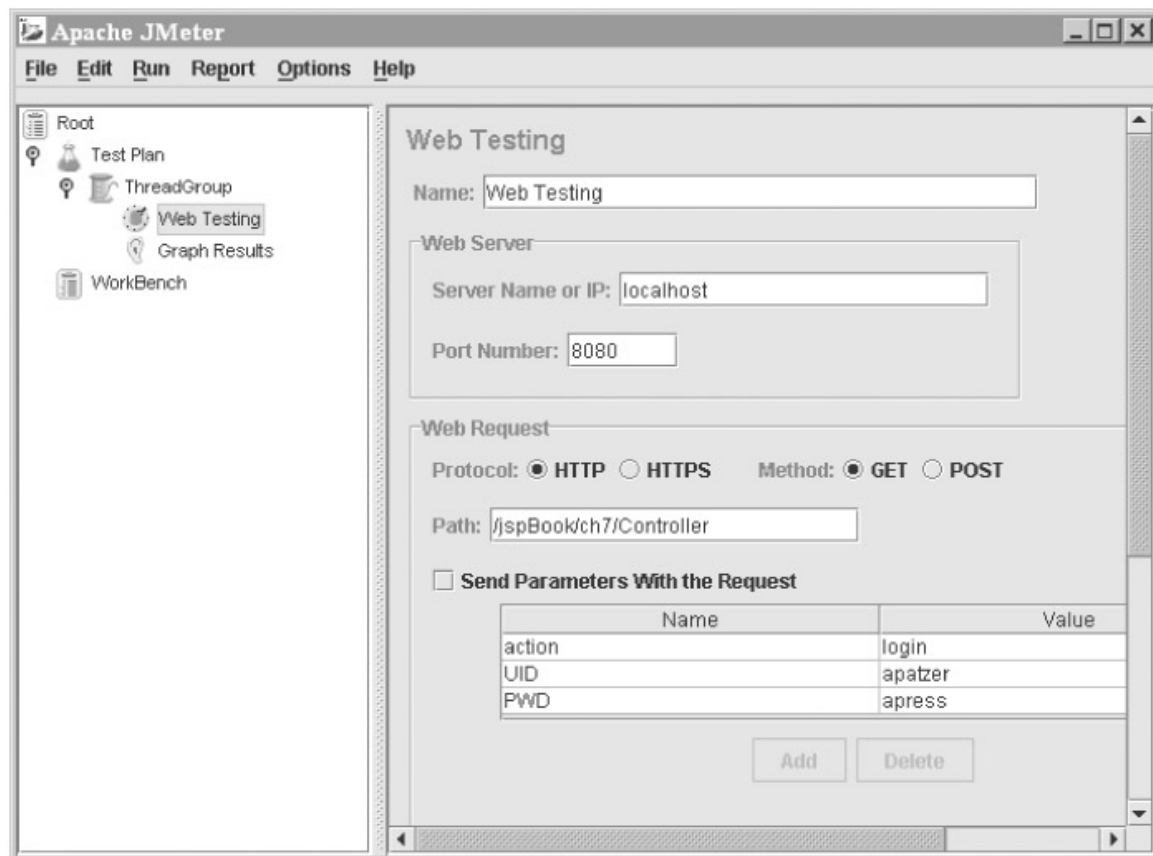 Apache JMeter
File Edit Run Report Options Help
Root
Test Plan
ThreadGroup
Web Testing
Graph Results
WorkBench
Web Testing
Name: Web Testing
Web Server
Server Name or IP: localhost
Port Number: 8080
Web Request
Protocol: HTTP HTTPS Method: GET POST
Path: /jspBook/ch7/Controller
Send Parameters With the Request
Name Value
action login
UID apatzer
PWD apress
Add Delete